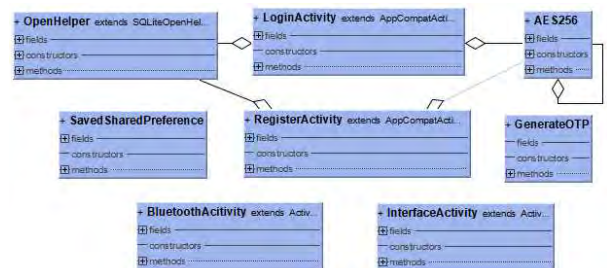 + OpenHelper extends SQLiteOpenHel...
fields
constructors
methods
+ LoginActivity extends AppCompatActi...
fields
constructors
methods
+ AES256
fields
constructors
methods
+ SavedSharedPreference
fields
constructors
methods
+ RegisterActivity extends AppCompatActi...
fields
constructors
methods
+ GenerateOTP
fields
constructors
methods
+ BluetoothAcitivity extends Activ...
fields
constructors
methods
+ InterfaceActivity extends Activ...
fields
constructors
methods